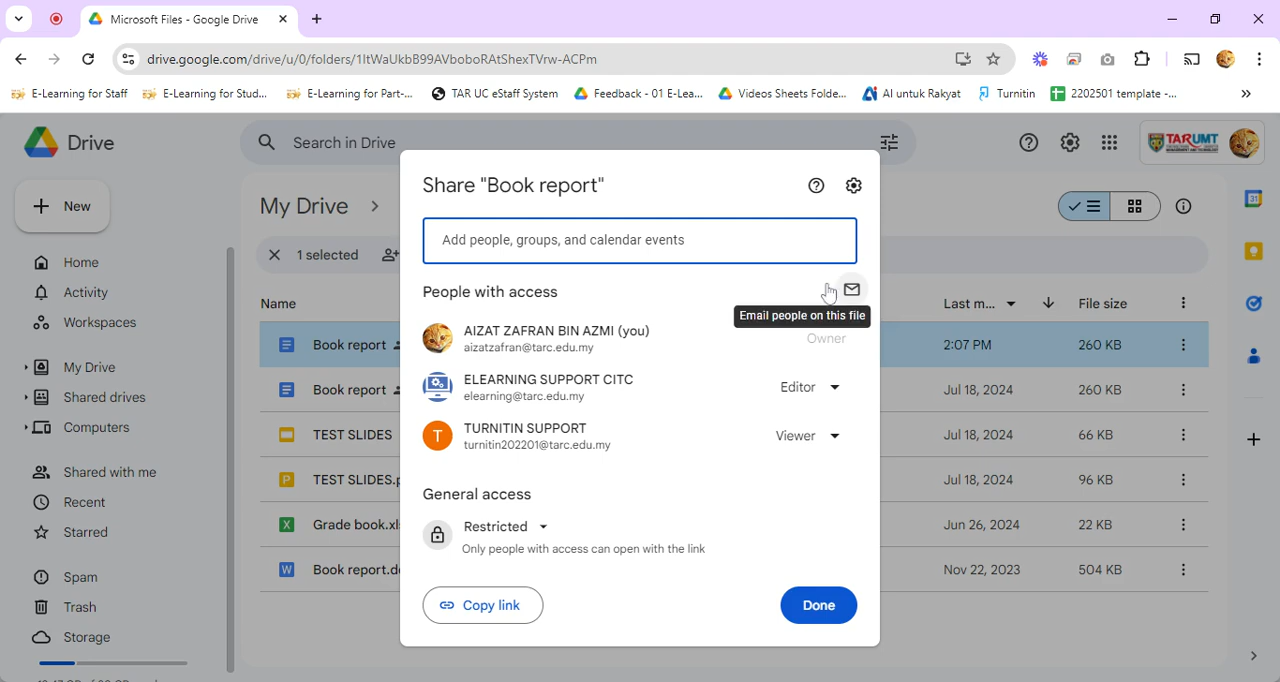 Microsoft Files - Google Drive
drive.google.com/drive/u/0/folders/1ItWaUkbB99AVboboRAtShexTVrw-ACPm
E-Learning for Staff
E-Learning for Stud...
E-Learning for Part-...
TAR UC eStaff System
Feedback - 01 E-Lea...
Videos Sheets Folde...
AI untuk Rakyat
Turnitin
2202501 template -...
Drive
Search in Drive
TARUMT
New
My Drive
Home
Activity
Workspaces
My Drive
Shared drives
Computers
Shared with me
Recent
Starred
Spam
Trash
Storage
1 selected
Name
Last m...
File size
Book report
2:07 PM
260 KB
Book report
Jul 18, 2024
260 KB
TEST SLIDES
Jul 18, 2024
66 KB
TEST SLIDES.p
Jul 18, 2024
96 KB
Grade book.xl
Jun 26, 2024
22 KB
Book report.d
Nov 22, 2023
504 KB
Share "Book report"
Add people, groups, and calendar events
People with access
Email people on this file
AIZAT ZAFRAN BIN AZMI (you)
aizatzafran@tarc.edu.my
Owner
ELEARNING SUPPORT CITC
elearning@tarc.edu.my
Editor
T
TURNITIN SUPPORT
turnitin202201@tarc.edu.my
Viewer
General access
Restricted
Only people with access can open with the link
Copy link
Done